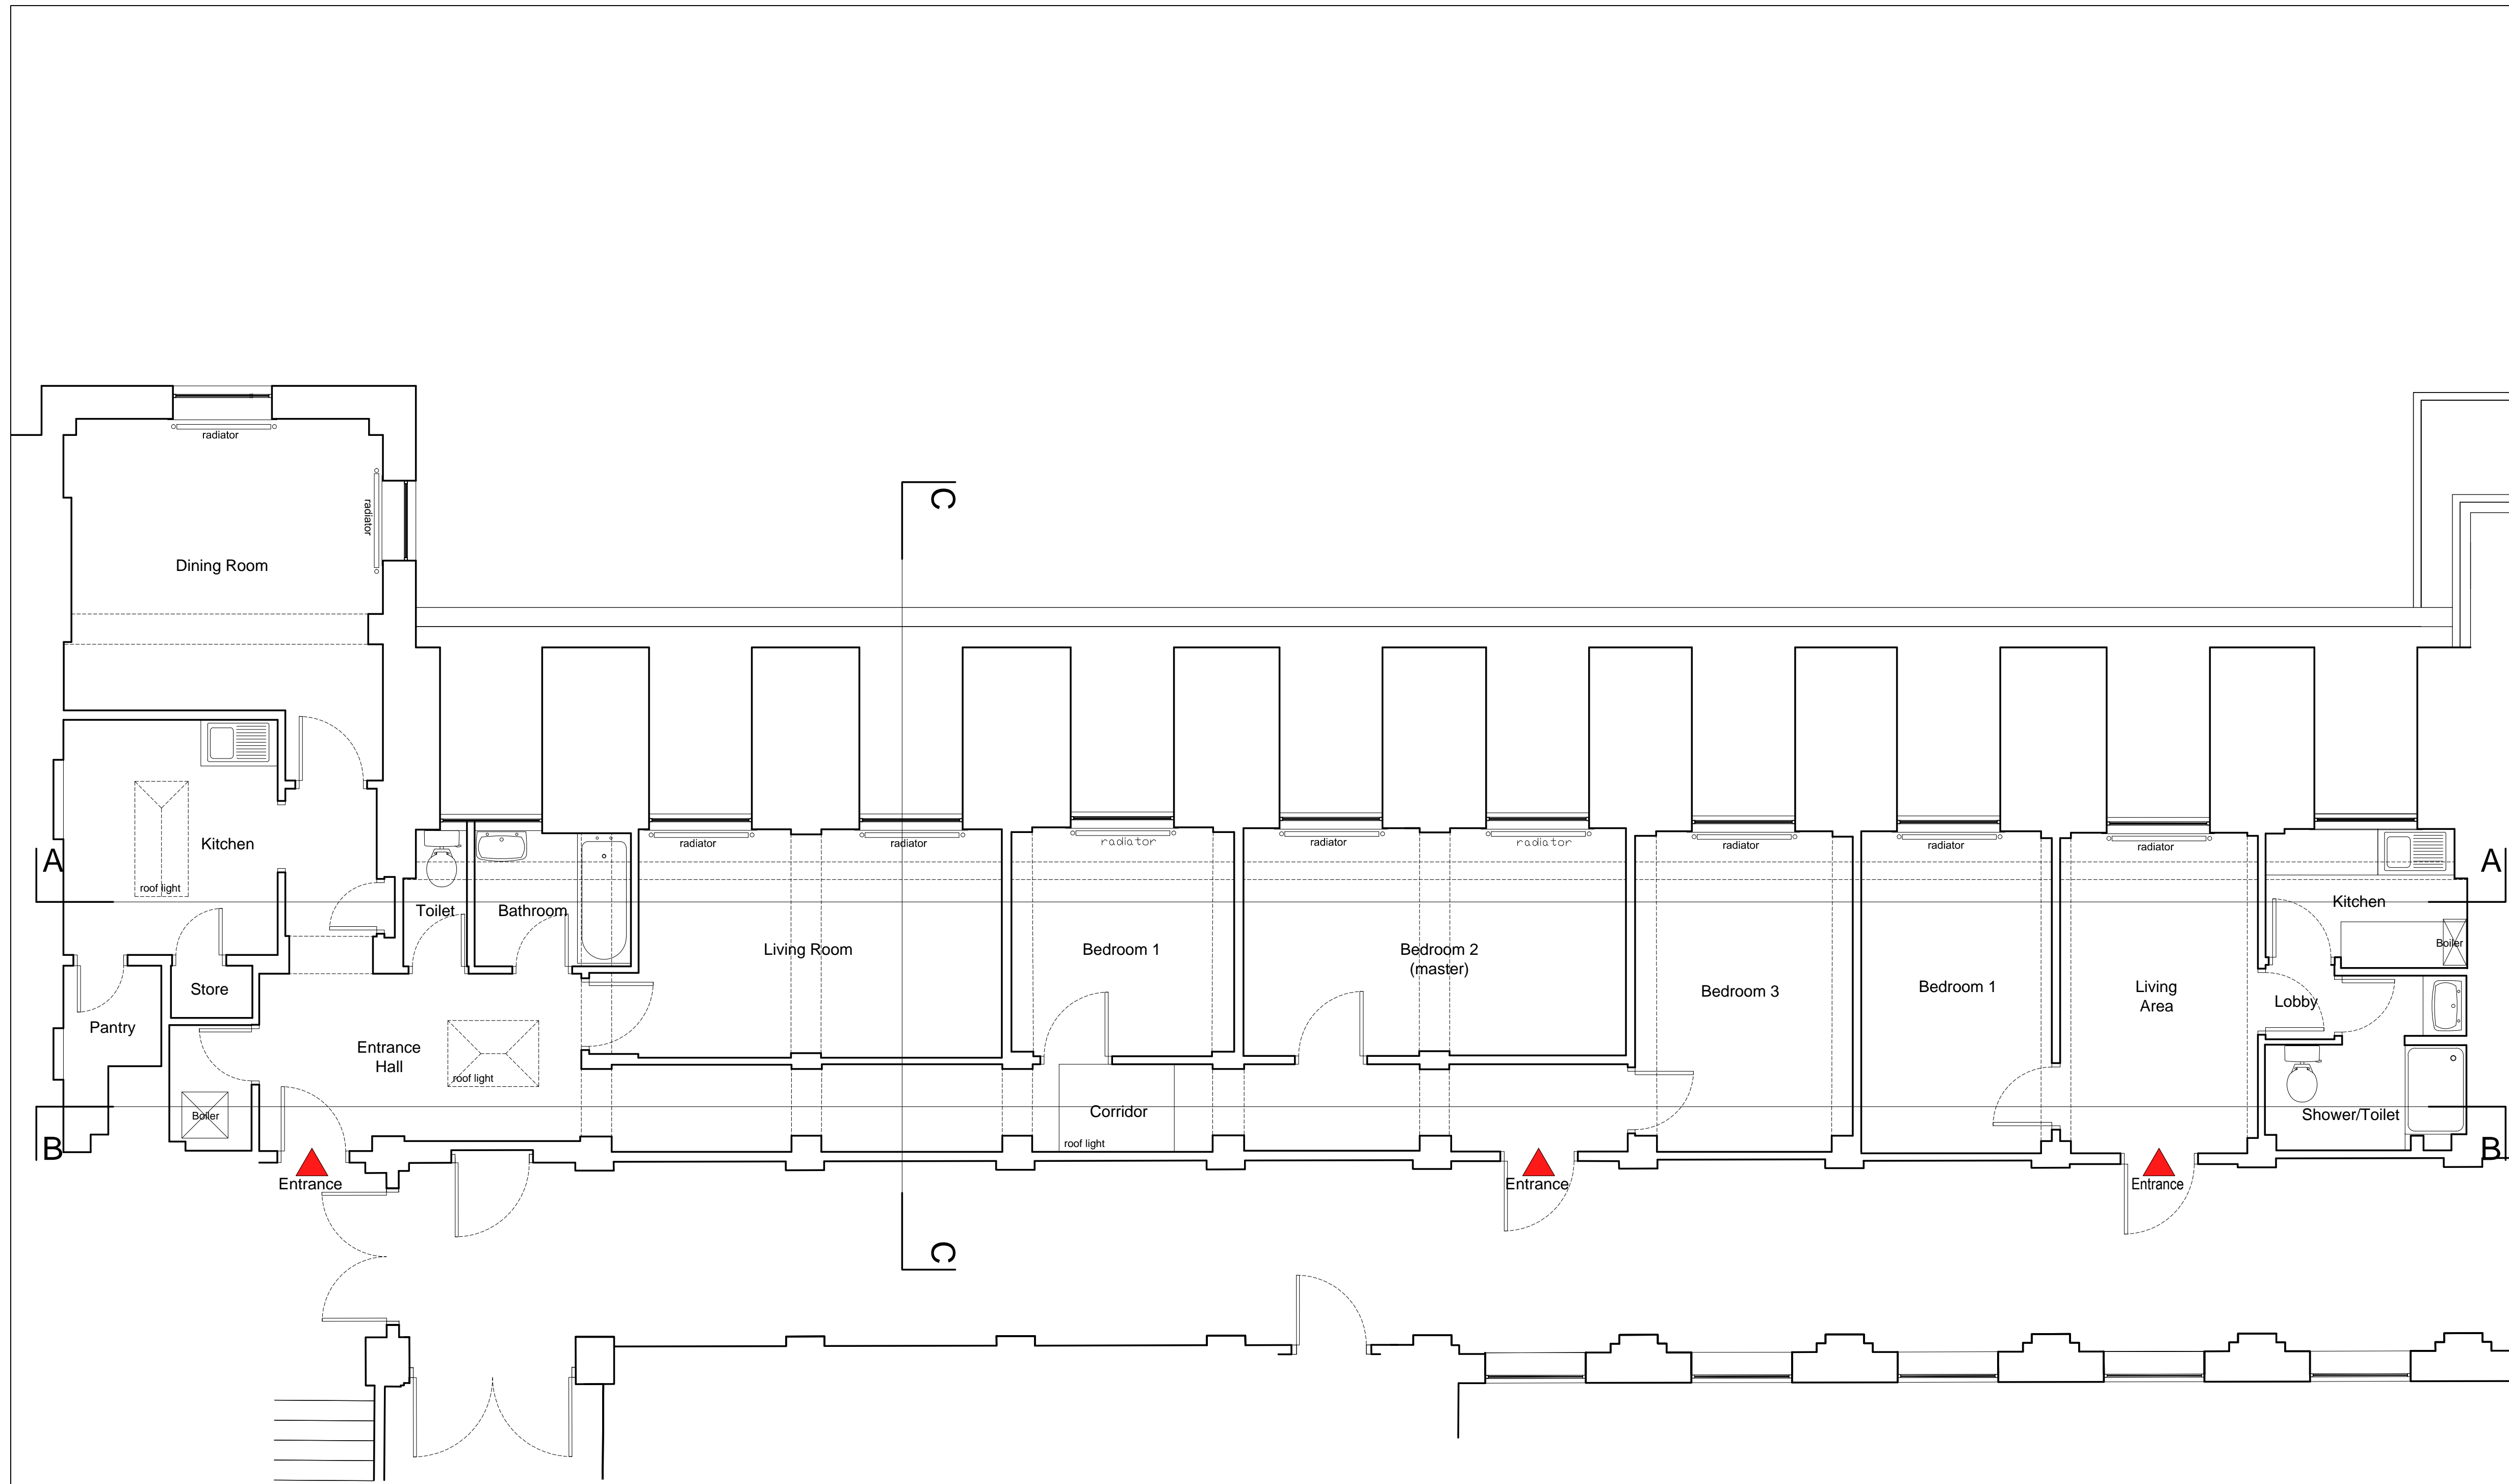 radiator
C
radiator
Dining Room
Kitchen
radiator
radiator
radiator
radiator
radiator
radiator
radiator
radiator
A
A
roof light
Toilet
Bathroom
Kitchen
Living Room
Bedroom 1
Bedroom 2
(master)
Boiler
Store
Bedroom 3
Bedroom 1
Living
Area
Lobby
Pantry
Entrance
Hall
roof light
Boiler
Corridor
roof light
Shower/Toilet
B
B
Entrance
Entrance
Entrance
C